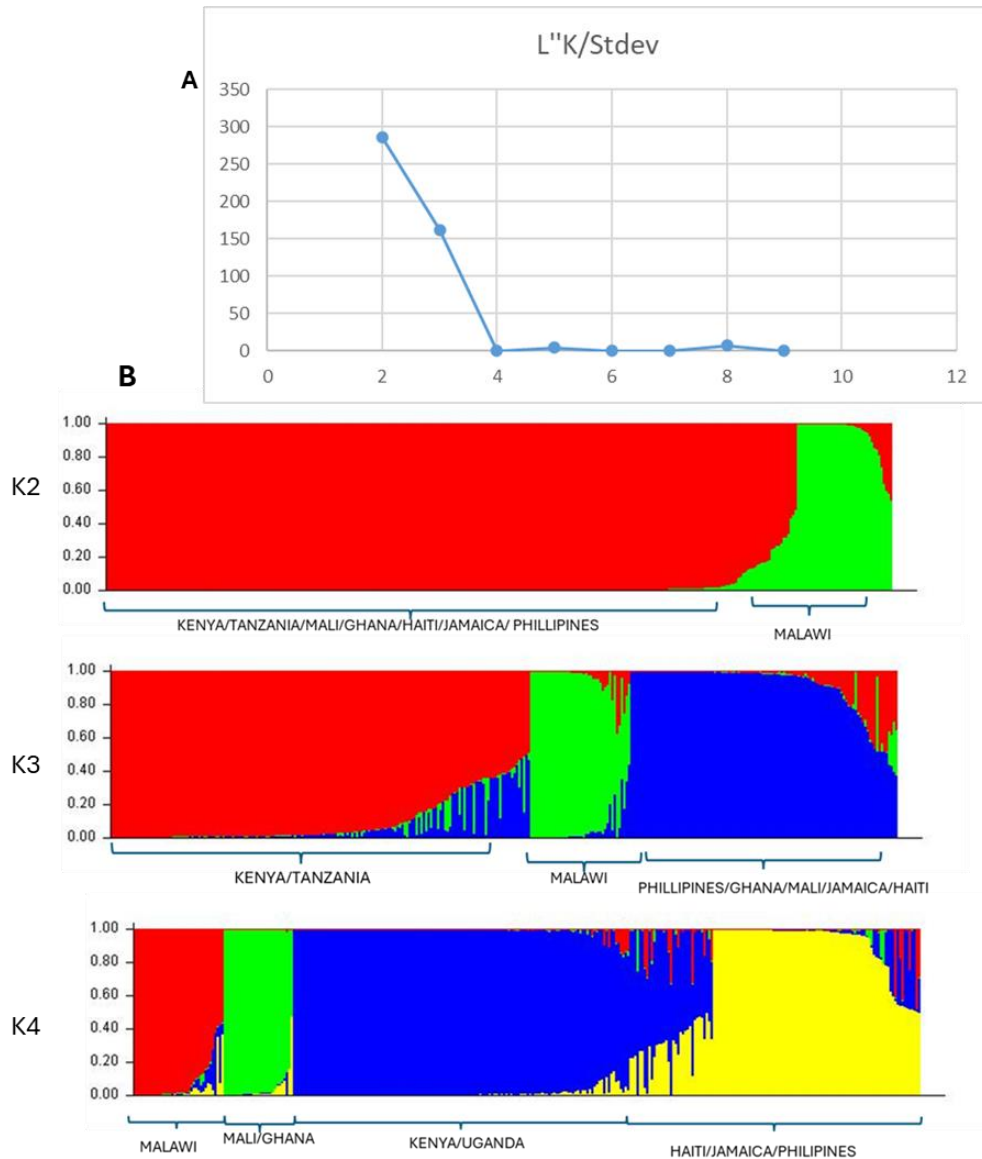 L"K/Stdev
A
350
300
250
200
150
100
50
0
0 2 4 6 8 10 12
B
K2
1.00
0.80
0.60
0.40
0.20
0.00
KENYA/TANZANIA/MALI/GHANA/HAITI/JAMAICA/ PHILLIPINES
MALAWI
K3
1.00
0.80
0.60
0.40
0.20
0.00
KENYA/TANZANIA
MALAWI
PHILLIPINES/GHANA/MALI/JAMAICA/HAITI
K4
1.00
0.80
0.60
0.40
0.20
0.00
MALAWI
MALI/GHANA
KENYA/UGANDA
HAITI/JAMAICA/PHILIPINES